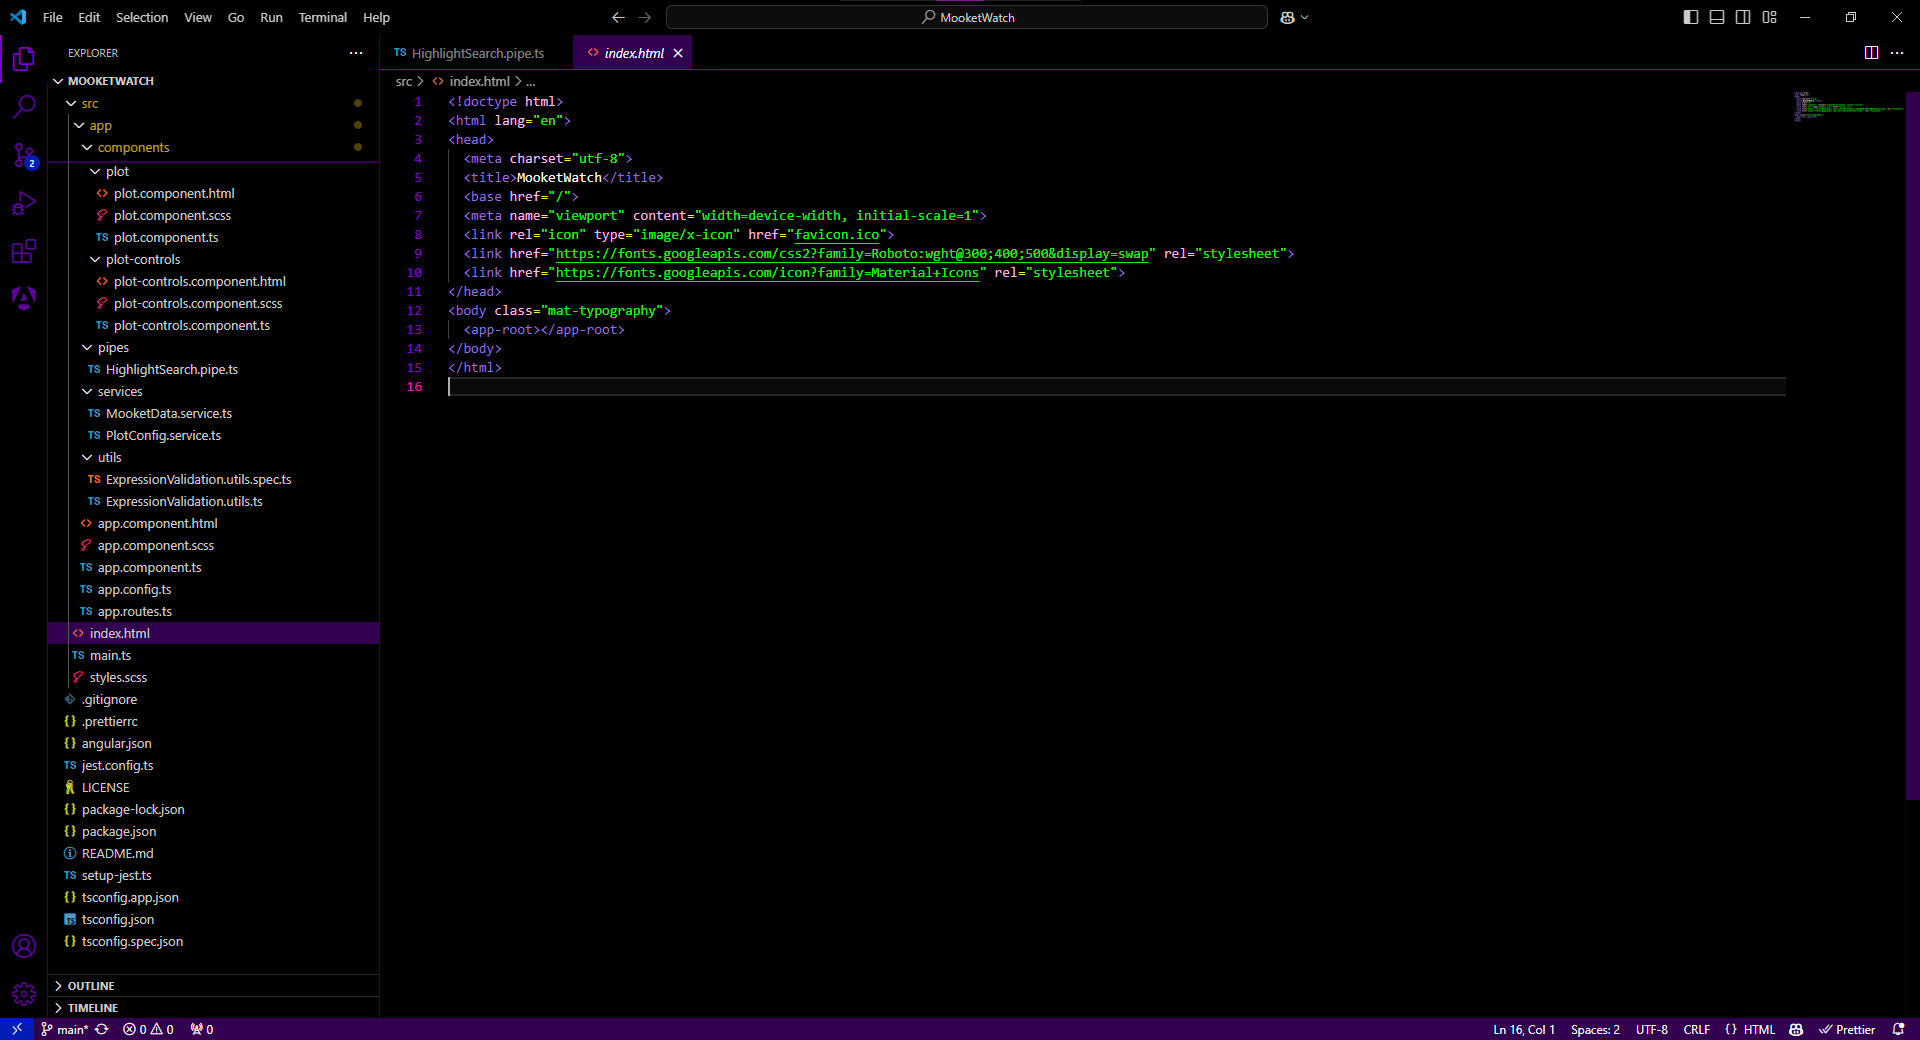 File Edit Selection View Go Run Terminal Help
MooketWatch
EXPLORER
MOOKETWATCH
src
app
components
plot
plot.component.html
plot.component.scss
TS plot.component.ts
plot-controls
plot-controls.component.html
plot-controls.component.scss
TS plot-controls.component.ts
pipes
TS HighlightSearch.pipe.ts
services
TS MooketData.service.ts
TS PlotConfig.service.ts
utils
TS ExpressionValidation.utils.spec.ts
TS ExpressionValidation.utils.ts
app.component.html
app.component.scss
TS app.component.ts
TS app.config.ts
TS app.routes.ts
index.html
TS main.ts
styles.scss
.gitignore
{} .prettierrc
{} angular.json
TS jest.config.ts
LICENSE
{} package-lock.json
{} package.json
README.md
TS setup-jest.ts
{} tsconfig.app.json
TS tsconfig.json
{} tsconfig.spec.json
OUTLINE
TIMELINE
2
TS HighlightSearch.pipe.ts <> index.html
src > <> index.html > ...
1 <!doctype html>
2 <html lang="en">
3 <head>
4 <meta charset="utf-8">
5 <title>MooketWatch</title>
6 <base href="/">
7 <meta name="viewport" content="width=device-width, initial-scale=1">
8 <link rel="icon" type="image/x-icon" href="favicon.ico">
9 <link href="https://fonts.googleapis.com/css2?family=Roboto:wght@300;400;500&display=swap" rel="stylesheet">
10 <link href="https://fonts.googleapis.com/icon?family=Material+Icons" rel="stylesheet">
11 </head>
12 <body class="mat-typography">
13 <app-root></app-root>
14 </body>
15 </html>
16
main* 0 0 0
Ln 16, Col 1 Spaces: 2 UTF-8 CRLF {} HTML Prettier